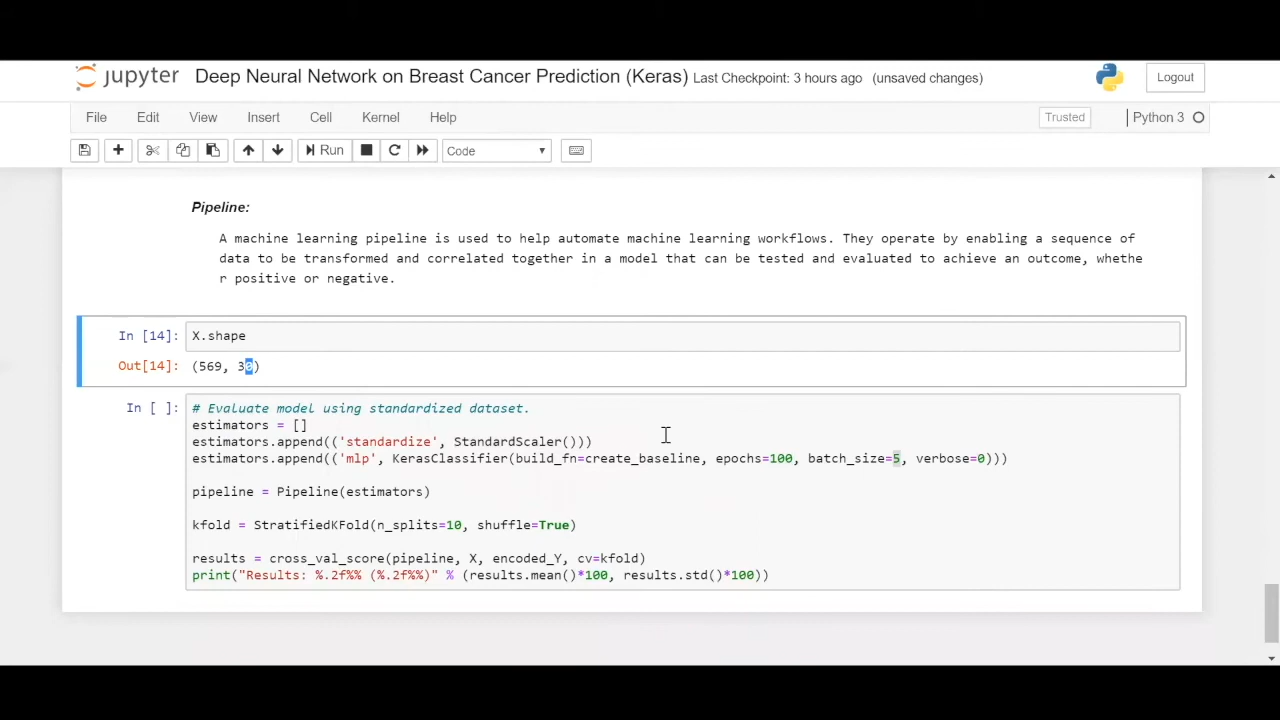 jupyter Deep Neural Network on Breast Cancer Prediction (Keras) Last Checkpoint: 3 hours ago (unsaved changes) Logout
File Edit View Insert Cell Kernel Help Trusted Python 3
Run Code
Pipeline:
A machine learning pipeline is used to help automate machine learning workflows. They operate by enabling a sequence of
data to be transformed and correlated together in a model that can be tested and evaluated to achieve an outcome, whethe
r positive or negative.
In [14]: X.shape
Out[14]: (569, 30)
In [ ]: # Evaluate model using standardized dataset.
estimators = []
estimators.append(('standardize', StandardScaler()))
estimators.append(('mlp', KerasClassifier(build_fn=create_baseline, epochs=100, batch_size=5, verbose=0)))
pipeline = Pipeline(estimators)
kfold = StratifiedKFold(n_splits=10, shuffle=True)
results = cross_val_score(pipeline, X, encoded_Y, cv=kfold)
print("Results: %.2f%% (%.2f%%)" % (results.mean()*100, results.std()*100))